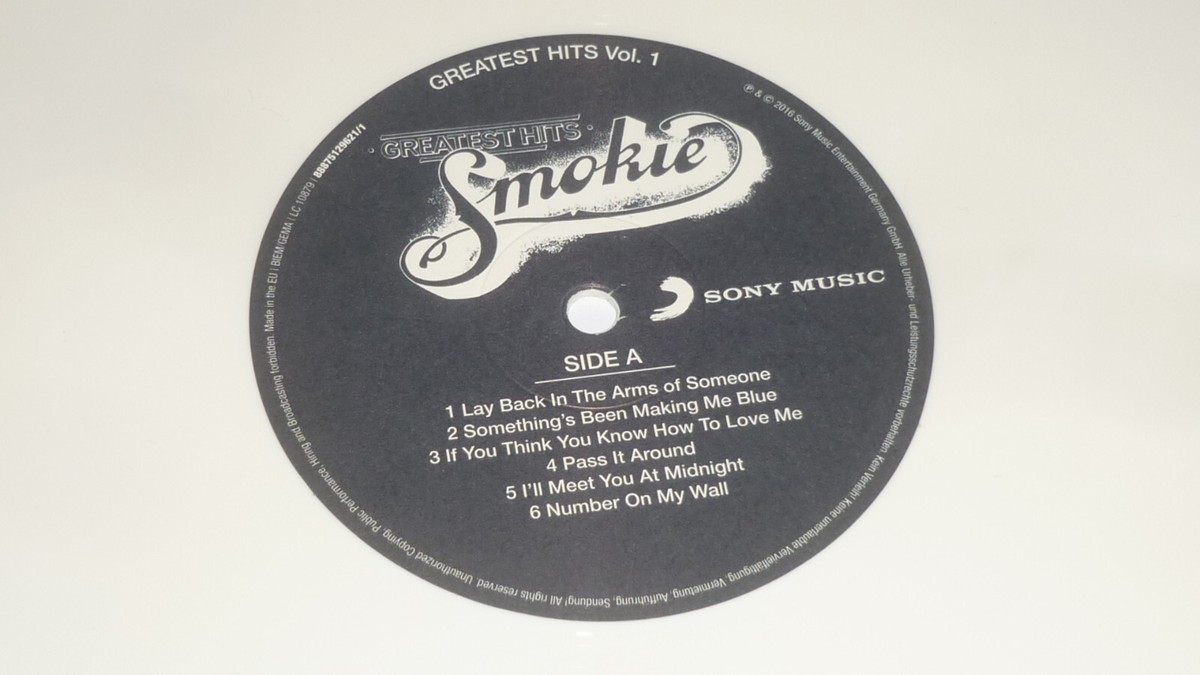 GREATEST HITS Vol. 1
GREATEST HITS
Smokie
SONY MUSIC
SIDE A
1 Lay Back In The Arms of Someone
2 Something's Been Making Me Blue
3 If You Think You Know How To Love Me
4 Pass It Around
5 I'll Meet You At Midnight
6 Number On My Wall
℗ & © 2016 Sony Music Entertainment Germany GmbH. Alle Urheber- und Leistungsschutzrechte vorbehalten. Kein Verleih! Keine unerlaubte Vervielfältigung, Vermietung, Aufführung, Sendung! All rights reserved. Unauthorized Copying, Public Performance, Hiring and Broadcasting forbidden. Made in the EU | BIEM/GEMA | LC 10879 | 88875129621/1